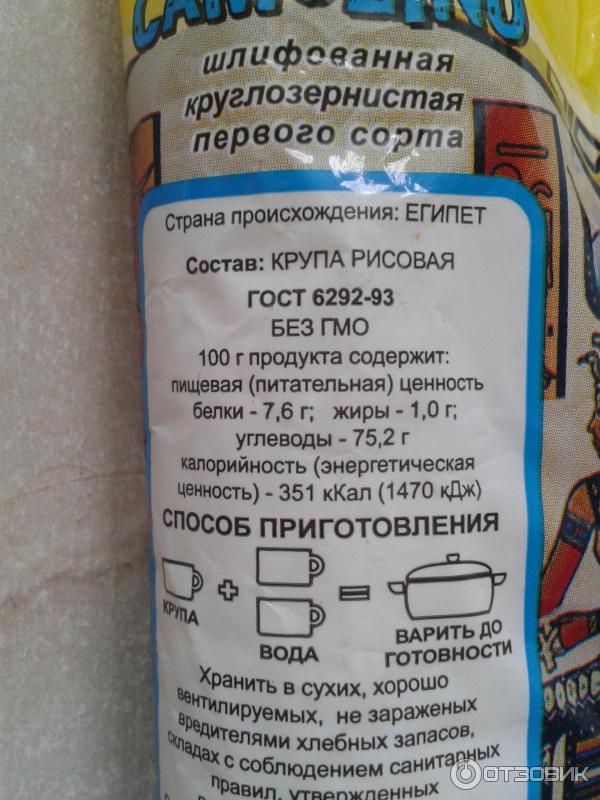 шлифованная
круглозернистая
первого сорта
Страна происхождения: ЕГИПЕТ
Состав: КРУПА РИСОВАЯ
ГОСТ 6292-93
БЕЗ ГМО
100 г продукта содержит:
пищевая (питательная) ценность
белки - 7,6 г; жиры - 1,0 г;
углеводы - 75,2 г
калорийность (энергетическая
ценность) - 351 кКал (1470 кДж)
СПОСОБ ПРИГОТОВЛЕНИЯ
КРУПА + ВОДА = ВАРИТЬ ДО
ГОТОВНОСТИ
Хранить в сухих, хорошо
вентилируемых, не зараженых
вредителями хлебных запасов,
складах с соблюдением санитарных
правил, утвержденных
ОТЗОВИК